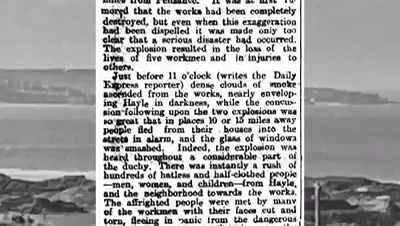 miles from Penzance. It was at first ru-
mored that the works had been completely
destroyed, but even when this exaggeration
had been dispelled it was made only too
clear that a serious disaster had occurred.
The explosion resulted in the loss of the
lives of five workmen and in injuries to
others.
Just before 11 o'clock (writes the Daily
Express reporter) dense clouds of smoke
ascended from the works, nearly envelop-
ing Hayle in darkness, while the concus-
sion following upon the two explosions was
so great that in places 10 or 15 miles away
people fled from their houses into the
streets in alarm, and the glass of windows
was smashed. Indeed, the explosion was
heard throughout a considerable part of
the duchy. There was instantly a rush of
hundreds of hatless and half-clothed people
—men, women, and children—from Hayle,
and the neighborhood towards the works.
The affrighted people were met by many
of the workmen with their faces cut and
torn, fleeing in panic from the dangerous